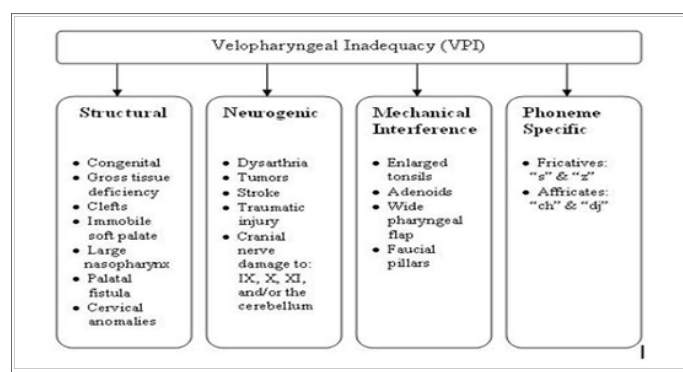 Velopharyngeal Inadequacy (VPI)
Structural
• Congenital
• Gross tissue
deficiency
• Clefts
• Immobile
soft palate
• Large
nasopharynx
• Palatal
fistula
• Cervical
anomalies
Neurogenic
• Dysarthria
• Tumors
• Stroke
• Traumatic
injury
• Cranial
nerve
damage to:
IX, X, XI,
and/or the
cerebellum
Mechanical
Interference
• Enlarged
tonsils
• Adenoids
• Wide
pharyngeal
flap
• Faucial
pillars
Phoneme
Specific
• Fricatives:
“s” & “z”
• Affricates:
“ch” & “dj”